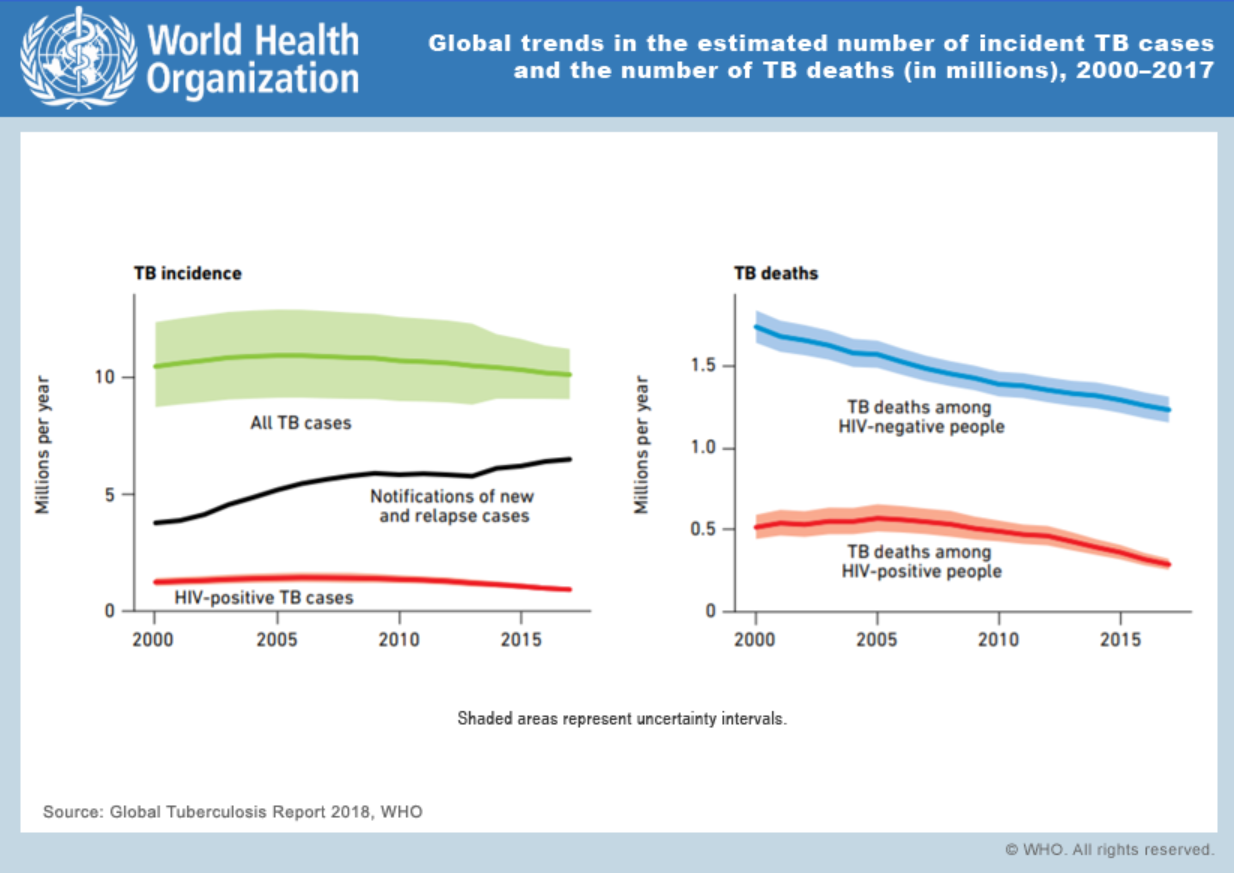 World Health
Organization
Global trends in the estimated number of incident TB cases
and the number of TB deaths (in millions), 2000–2017
TB incidence
Millions per year
10
5
0
All TB cases
Notifications of new
and relapse cases
HIV-positive TB cases
2000 2005 2010 2015
TB deaths
Millions per year
1.5
1.0
0.5
0
TB deaths among
HIV-negative people
TB deaths among
HIV-positive people
2000 2005 2010 2015
Shaded areas represent uncertainty intervals.
Source: Global Tuberculosis Report 2018, WHO
© WHO. All rights reserved.